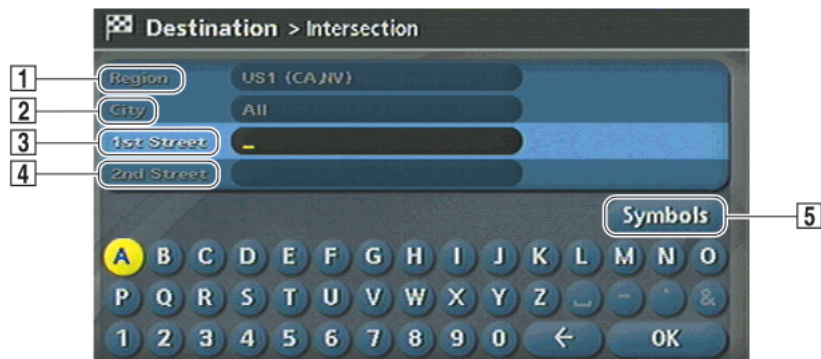 Destination > Intersection
1 Region US1 (CA,NV)
2 City All
3 1st Street _
4 2nd Street
Symbols 5
A B C D E F G H I J K L M N O
P Q R S T U V W X Y Z ␣ - ' &
1 2 3 4 5 6 7 8 9 0 ← OK